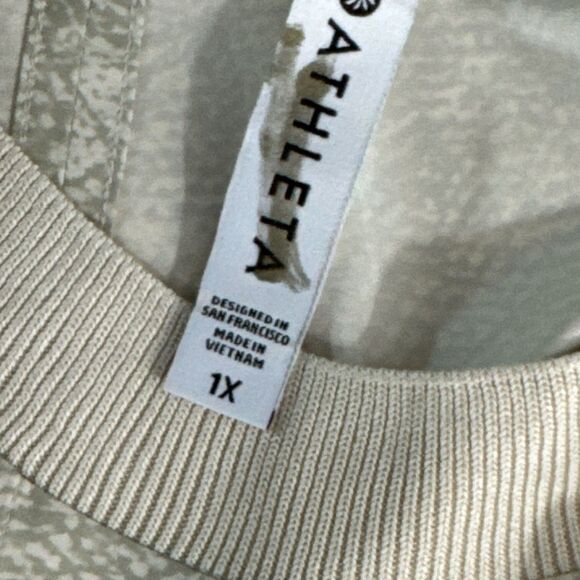 ATHLETA
DESIGNED IN
SAN FRANCISCO
MADE IN
VIETNAM
1X